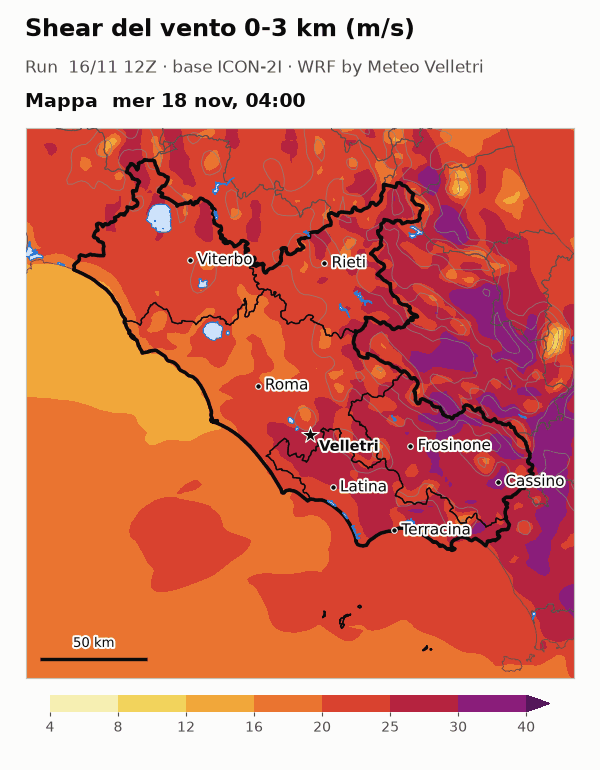 Shear del vento 0-3 km (m/s)
Run  16/11 12Z · base ICON-2I · WRF by Meteo Velletri
Mappa  mer 18 nov, 04:00
Viterbo
Rieti
Roma
Velletri
Frosinone
Latina
Cassino
Terracina
50 km
4 8 12 16 20 25 30 40